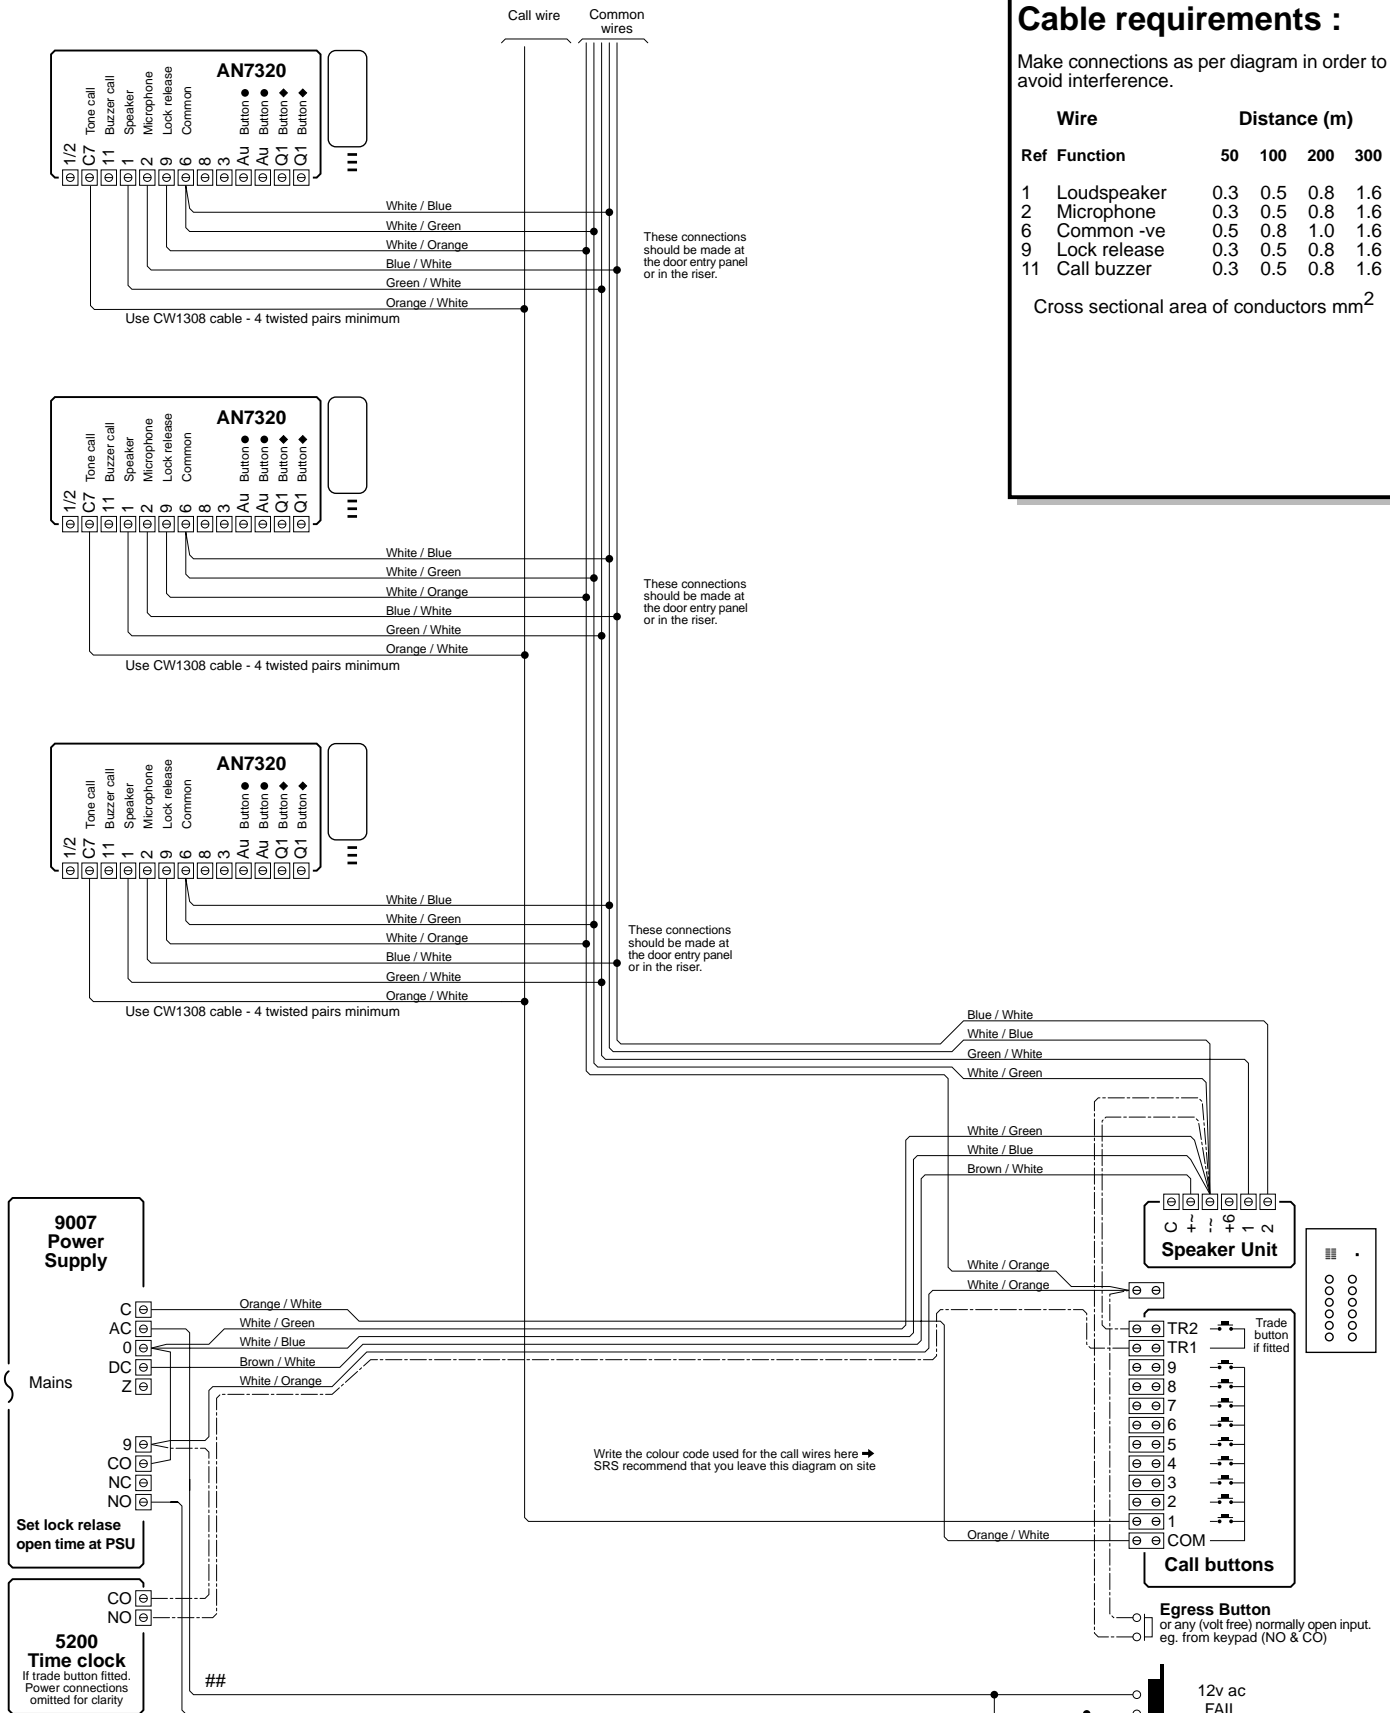 Call wire
Common
wires
Cable requirements :
Make connections as per diagram in order to
avoid interference.
Wire Distance (m)
Ref Function 50 100 200 300
1 Loudspeaker 0.3 0.5 0.8 1.6
2 Microphone 0.3 0.5 0.8 1.6
6 Common -ve 0.5 0.8 1.0 1.6
9 Lock release 0.3 0.5 0.8 1.6
11 Call buzzer 0.3 0.5 0.8 1.6
Cross sectional area of conductors mm2
AN7320
Tone call
Buzzer call
Speaker
Microphone
Lock release
Common
Button ●
Button ●
Button ◆
Button ◆
1/2 C7 11 1 2 9 6 8 3 Au Au Q1 Q1
White / Blue
White / Green
White / Orange
Blue / White
Green / White
Orange / White
Use CW1308 cable - 4 twisted pairs minimum
These connections
should be made at
the door entry panel
or in the riser.
AN7320
Tone call
Buzzer call
Speaker
Microphone
Lock release
Common
Button ●
Button ●
Button ◆
Button ◆
1/2 C7 11 1 2 9 6 8 3 Au Au Q1 Q1
White / Blue
White / Green
White / Orange
Blue / White
Green / White
Orange / White
Use CW1308 cable - 4 twisted pairs minimum
These connections
should be made at
the door entry panel
or in the riser.
AN7320
Tone call
Buzzer call
Speaker
Microphone
Lock release
Common
Button ●
Button ●
Button ◆
Button ◆
1/2 C7 11 1 2 9 6 8 3 Au Au Q1 Q1
White / Blue
White / Green
White / Orange
Blue / White
Green / White
Orange / White
Use CW1308 cable - 4 twisted pairs minimum
These connections
should be made at
the door entry panel
or in the riser.
Blue / White
White / Blue
Green / White
White / Green
White / Green
White / Blue
Brown / White
C +~ -~ +6 1 2
Speaker Unit
White / Orange
White / Orange
9007
Power
Supply
C
AC
0
DC
Z
Mains
9
CO
NC
NO
Set lock relase
open time at PSU
Orange / White
White / Green
White / Blue
Brown / White
White / Orange
TR2
TR1
9
8
7
6
5
4
3
2
1
COM
Trade
button
if fitted
Call buttons
Write the colour code used for the call wires here ➔
SRS recommend that you leave this diagram on site
Orange / White
CO
NO
5200
Time clock
If trade button fitted.
Power connections
omitted for clarity
##
Egress Button
or any (volt free) normally open input.
eg. from keypad (NO & CO)
12v ac
FAIL